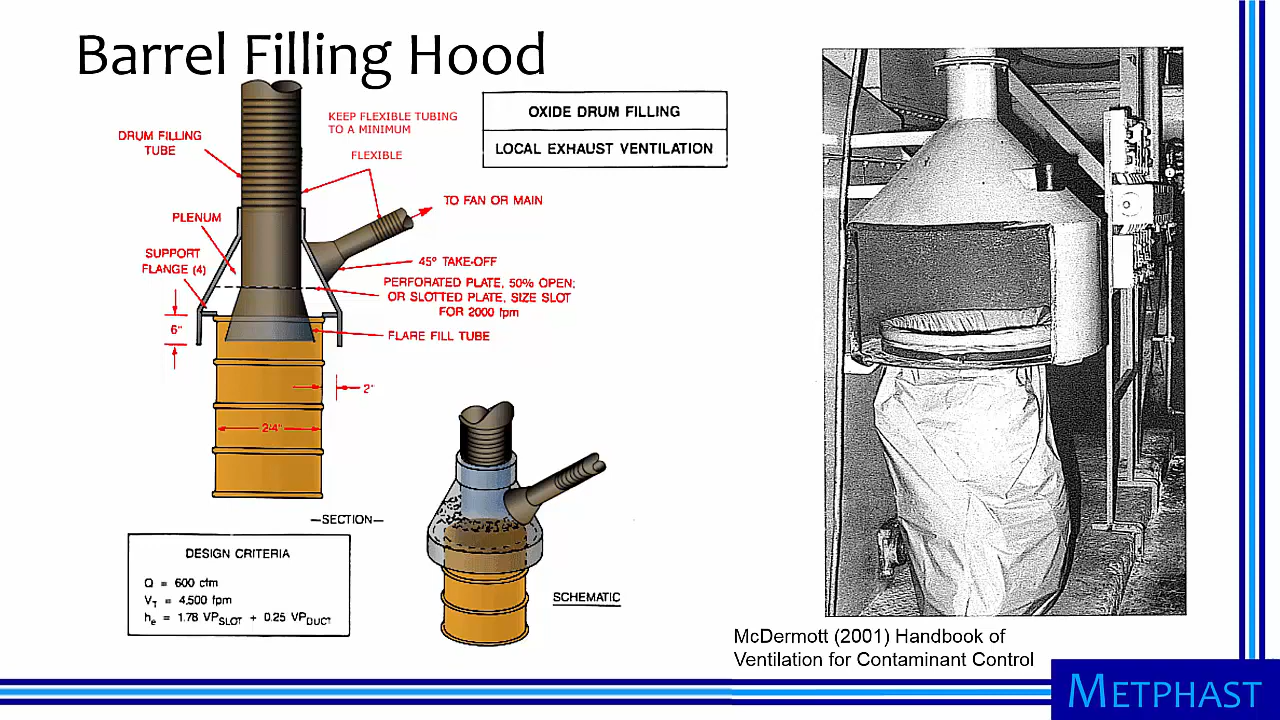 Barrel Filling Hood
OXIDE DRUM FILLING
LOCAL EXHAUST VENTILATION
KEEP FLEXIBLE TUBING
TO A MINIMUM
DRUM FILLING
TUBE
FLEXIBLE
TO FAN OR MAIN
PLENUM
SUPPORT
FLANGE (4)
45º TAKE-OFF
PERFORATED PLATE, 50% OPEN;
OR SLOTTED PLATE, SIZE SLOT
FOR 2000 fpm
6"
FLARE FILL TUBE
2"
24"
—SECTION—
DESIGN CRITERIA
Q = 600 cfm
VT = 4,500 fpm
he = 1.78 VPSLOT + 0.25 VPDUCT
SCHEMATIC
McDermott (2001) Handbook of
Ventilation for Contaminant Control
METPHAST